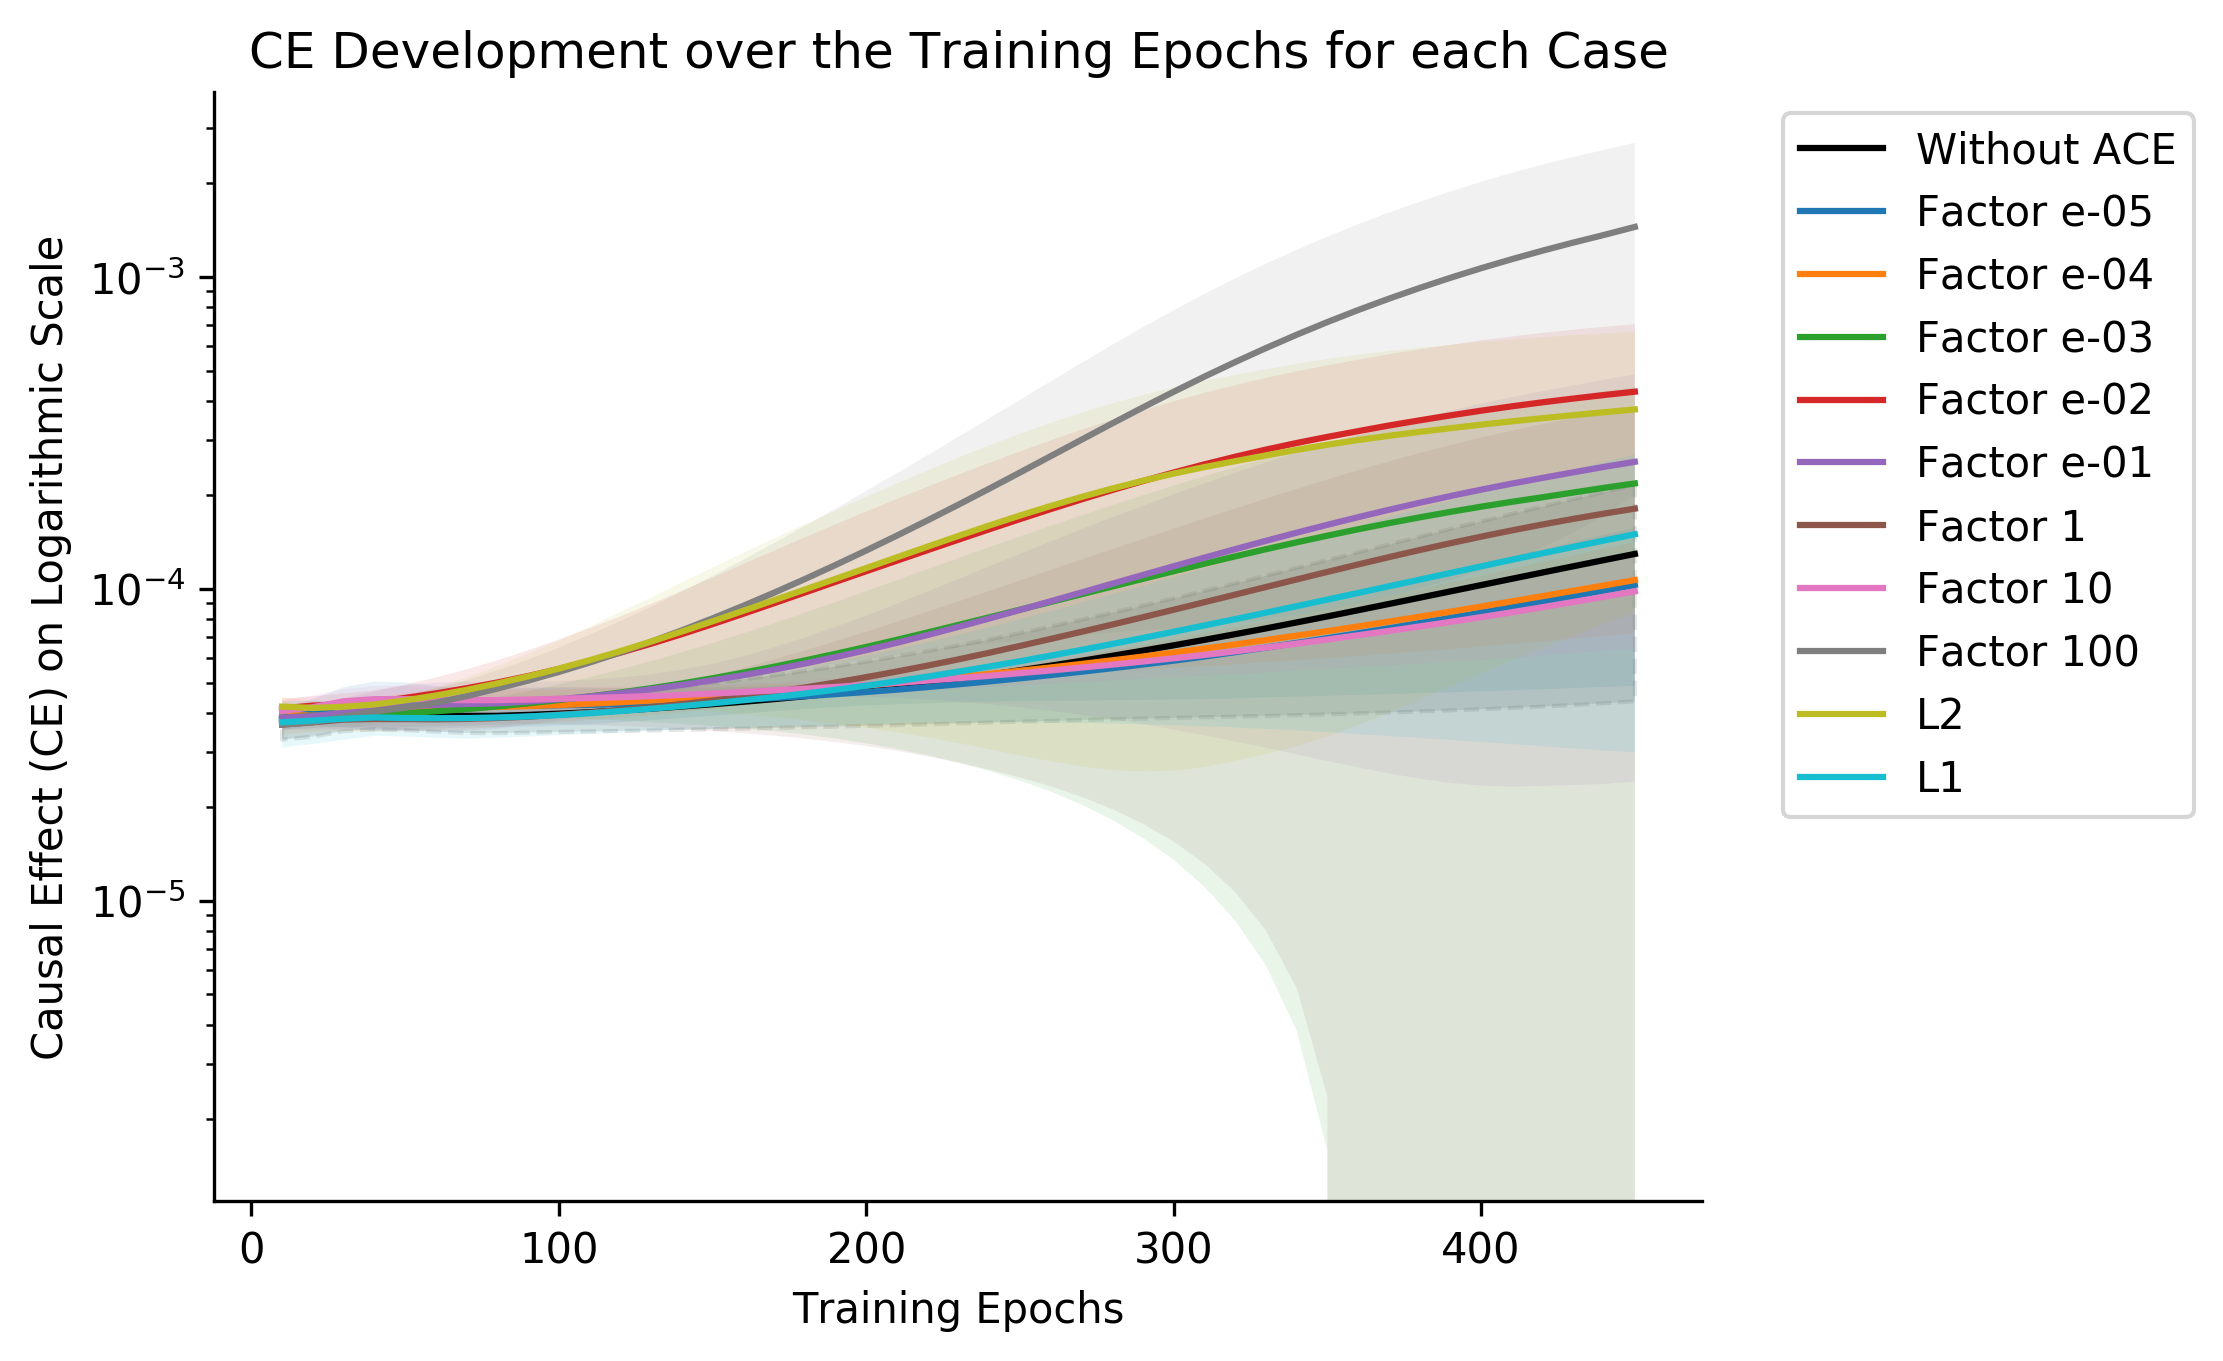 CE Development over the Training Epochs for each Case
Causal Effect (CE) on Logarithmic Scale
10⁻³
10⁻⁴
10⁻⁵
0 100 200 300 400
Training Epochs
Without ACE
Factor e-05
Factor e-04
Factor e-03
Factor e-02
Factor e-01
Factor 1
Factor 10
Factor 100
L2
L1